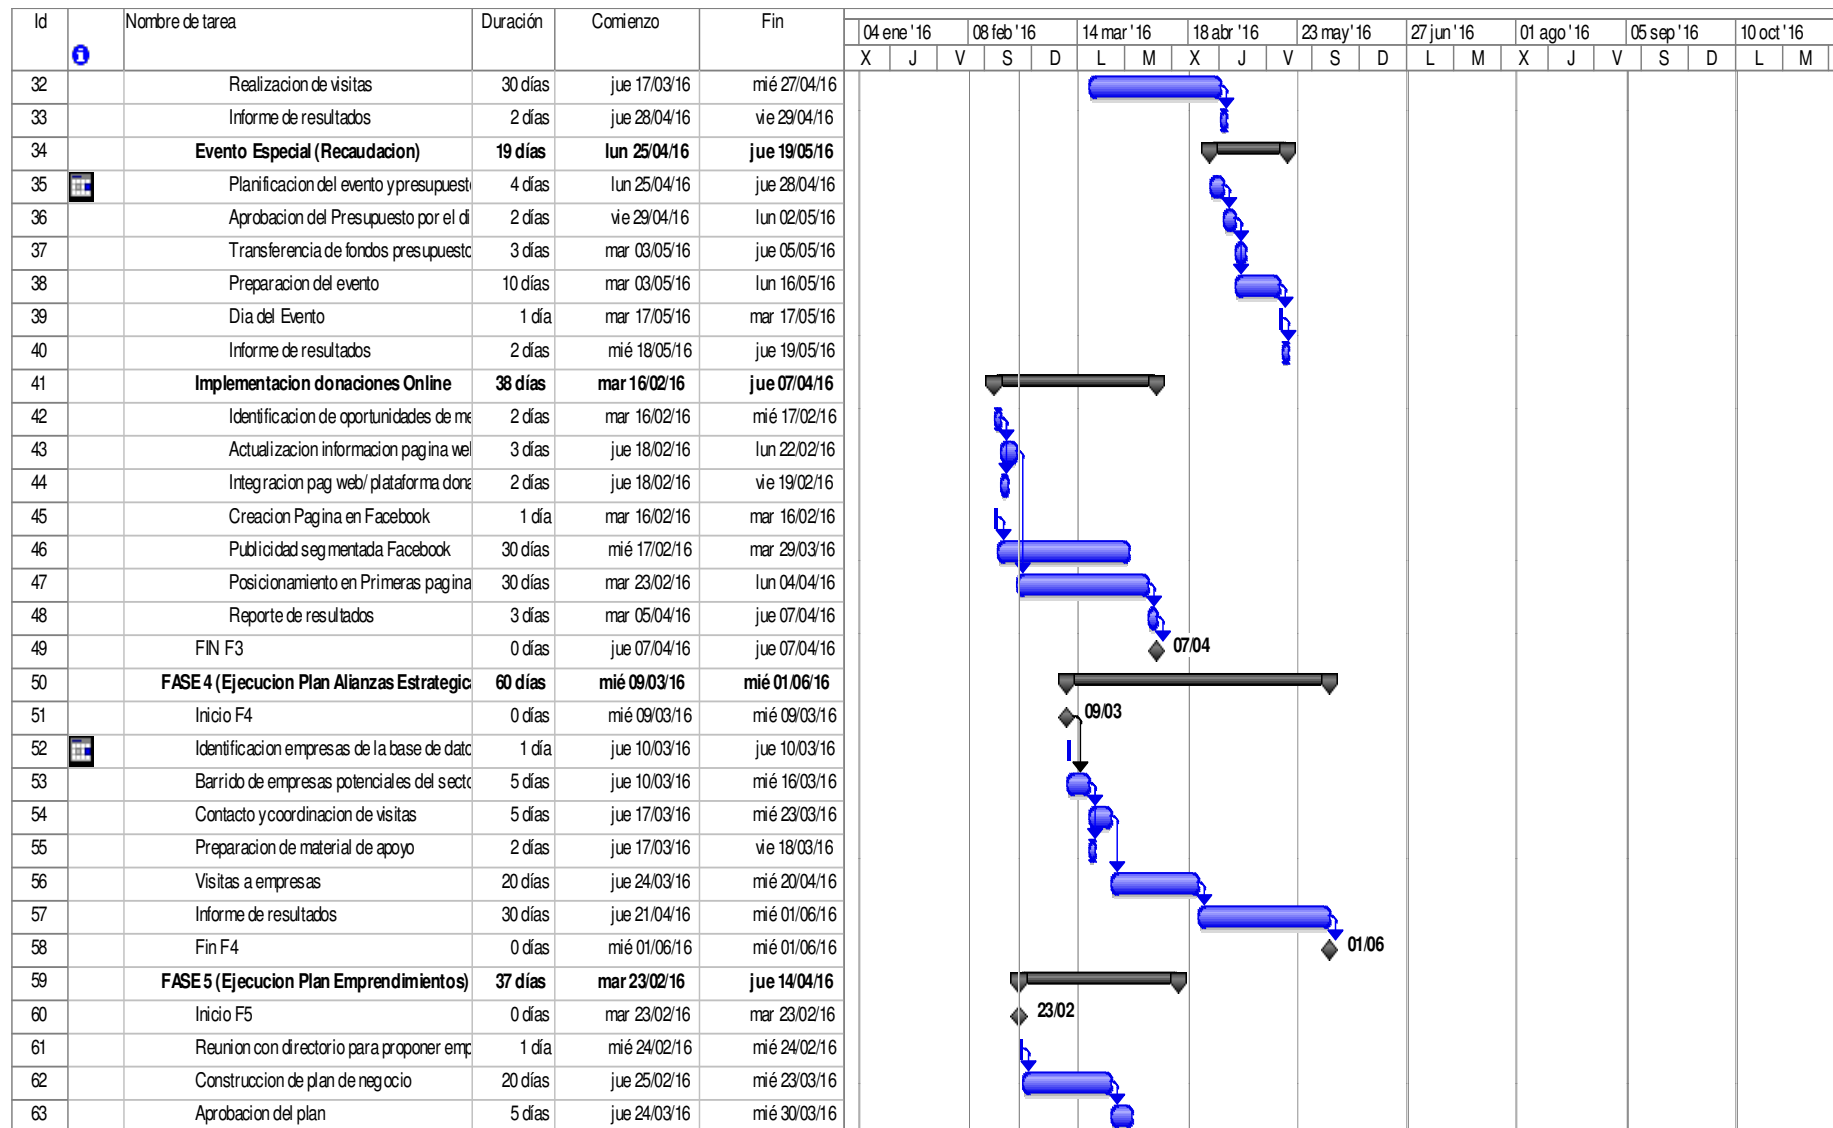 Id Nombre de tarea Duración Comienzo Fin
04 ene '16 08 feb '16 14 mar '16 18 abr '16 23 may '16 27 jun '16 01 ago '16 05 sep '16 10 oct '16
X J V S D L M X J V S D L M X J V S D L M
32 Realizacion de visitas 30 días jue 17/03/16 mié 27/04/16
33 Informe de resultados 2 días jue 28/04/16 vie 29/04/16
34 Evento Especial (Recaudacion) 19 días lun 25/04/16 jue 19/05/16
35 Planificacion del evento y presupuest 4 días lun 25/04/16 jue 28/04/16
36 Aprobacion del Presupuesto por el di 2 días vie 29/04/16 lun 02/05/16
37 Transferencia de fondos presupuesto 3 días mar 03/05/16 jue 05/05/16
38 Preparacion del evento 10 días mar 03/05/16 lun 16/05/16
39 Dia del Evento 1 día mar 17/05/16 mar 17/05/16
40 Informe de resultados 2 días mié 18/05/16 jue 19/05/16
41 Implementacion donaciones Online 38 días mar 16/02/16 jue 07/04/16
42 Identificacion de oportunidades de me 2 días mar 16/02/16 mié 17/02/16
43 Actualizacion informacion pagina wel 3 días jue 18/02/16 lun 22/02/16
44 Integracion pag web/ plataforma dona 2 días jue 18/02/16 vie 19/02/16
45 Creacion Pagina en Facebook 1 día mar 16/02/16 mar 16/02/16
46 Publicidad segmentada Facebook 30 días mié 17/02/16 mar 29/03/16
47 Posicionamiento en Primeras pagina 30 días mar 23/02/16 lun 04/04/16
48 Reporte de resultados 3 días mar 05/04/16 jue 07/04/16
49 FIN F3 0 días jue 07/04/16 jue 07/04/16 07/04
50 FASE 4 (Ejecucion Plan Alianzas Estrategic 60 días mié 09/03/16 mié 01/06/16
51 Inicio F4 0 días mié 09/03/16 mié 09/03/16 09/03
52 Identificacion empresas de la base de dato 1 día jue 10/03/16 jue 10/03/16
53 Barrido de empresas potenciales del secto 5 días jue 10/03/16 mié 16/03/16
54 Contacto y coordinacion de visitas 5 días jue 17/03/16 mié 23/03/16
55 Preparacion de material de apoyo 2 días jue 17/03/16 vie 18/03/16
56 Visitas a empresas 20 días jue 24/03/16 mié 20/04/16
57 Informe de resultados 30 días jue 21/04/16 mié 01/06/16
58 Fin F4 0 días mié 01/06/16 mié 01/06/16 01/06
59 FASE 5 (Ejecucion Plan Emprendimientos) 37 días mar 23/02/16 jue 14/04/16
60 Inicio F5 0 días mar 23/02/16 mar 23/02/16 23/02
61 Reunion con directorio para proponer emp 1 día mié 24/02/16 mié 24/02/16
62 Construccion de plan de negocio 20 días jue 25/02/16 mié 23/03/16
63 Aprobacion del plan 5 días jue 24/03/16 mié 30/03/16